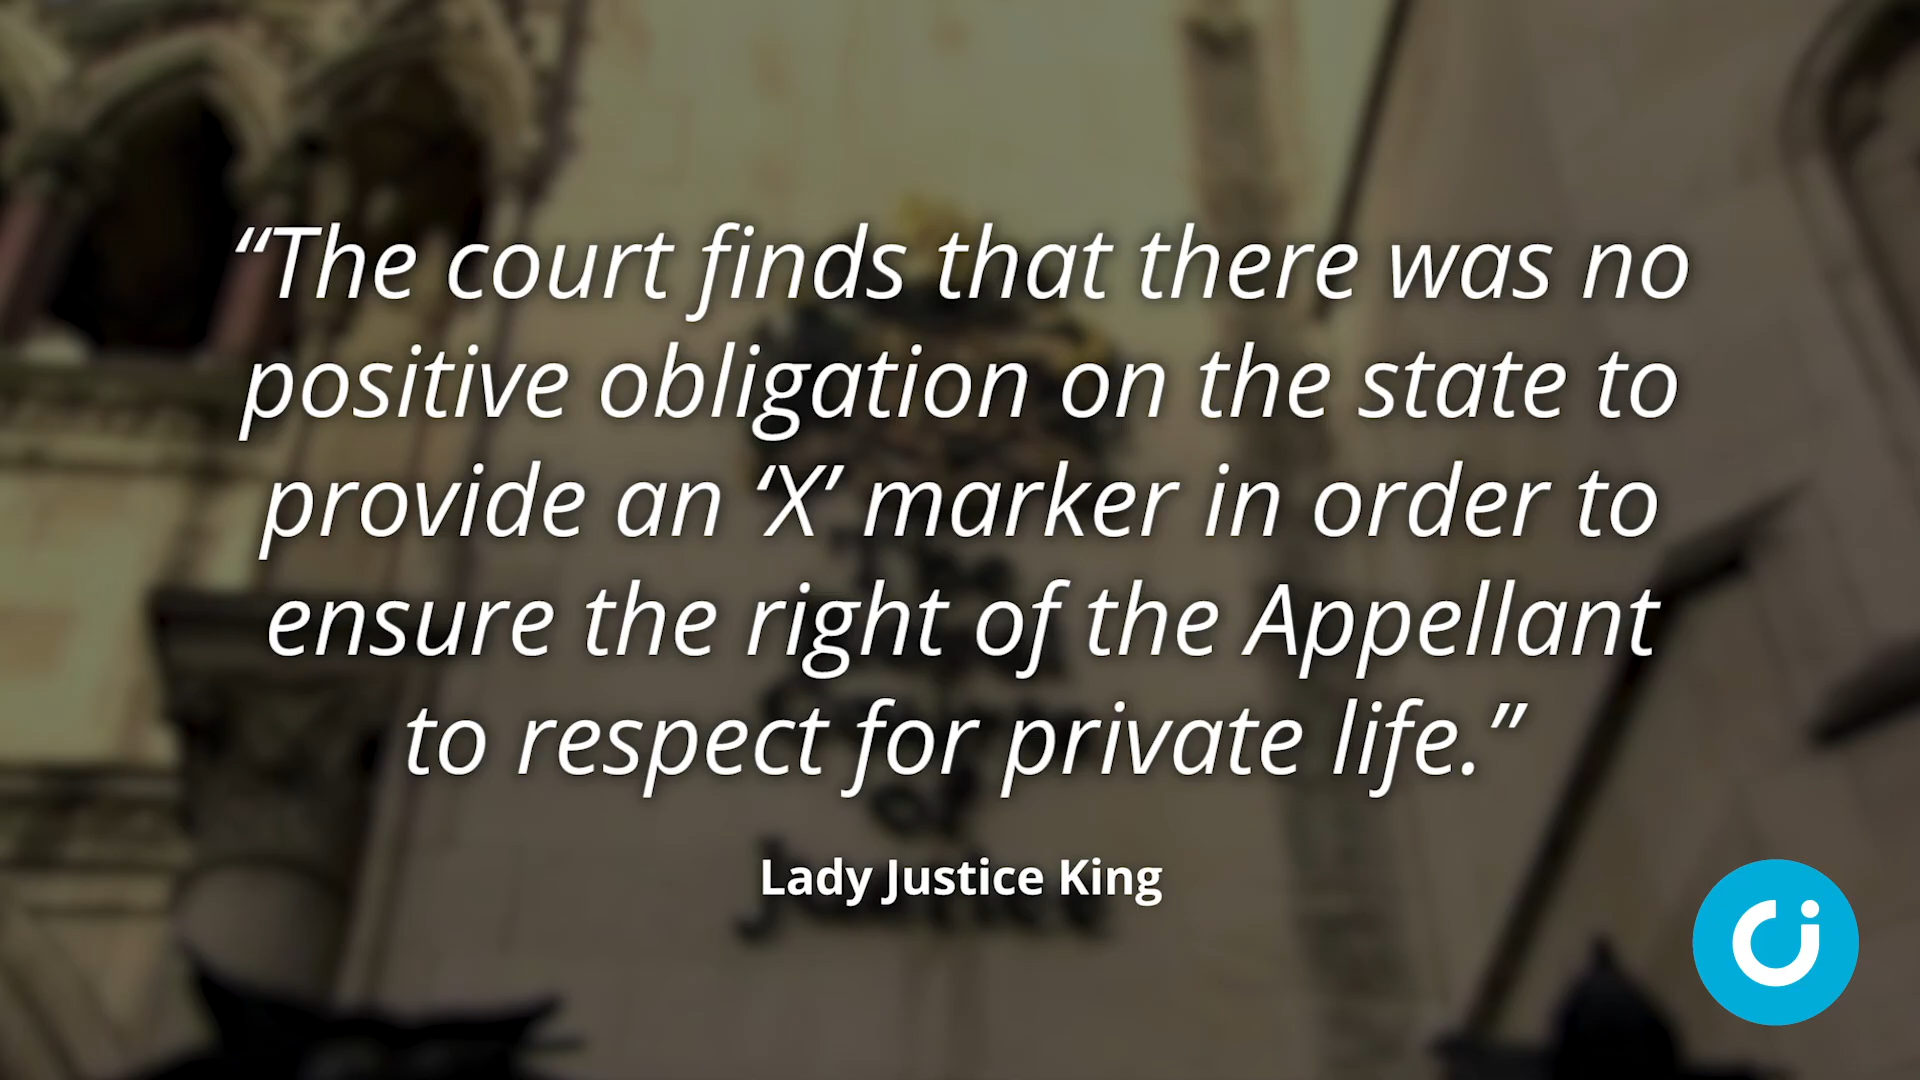 “The court finds that there was no
positive obligation on the state to
provide an ‘X’ marker in order to
ensure the right of the Appellant
to respect for private life.”
Lady Justice King